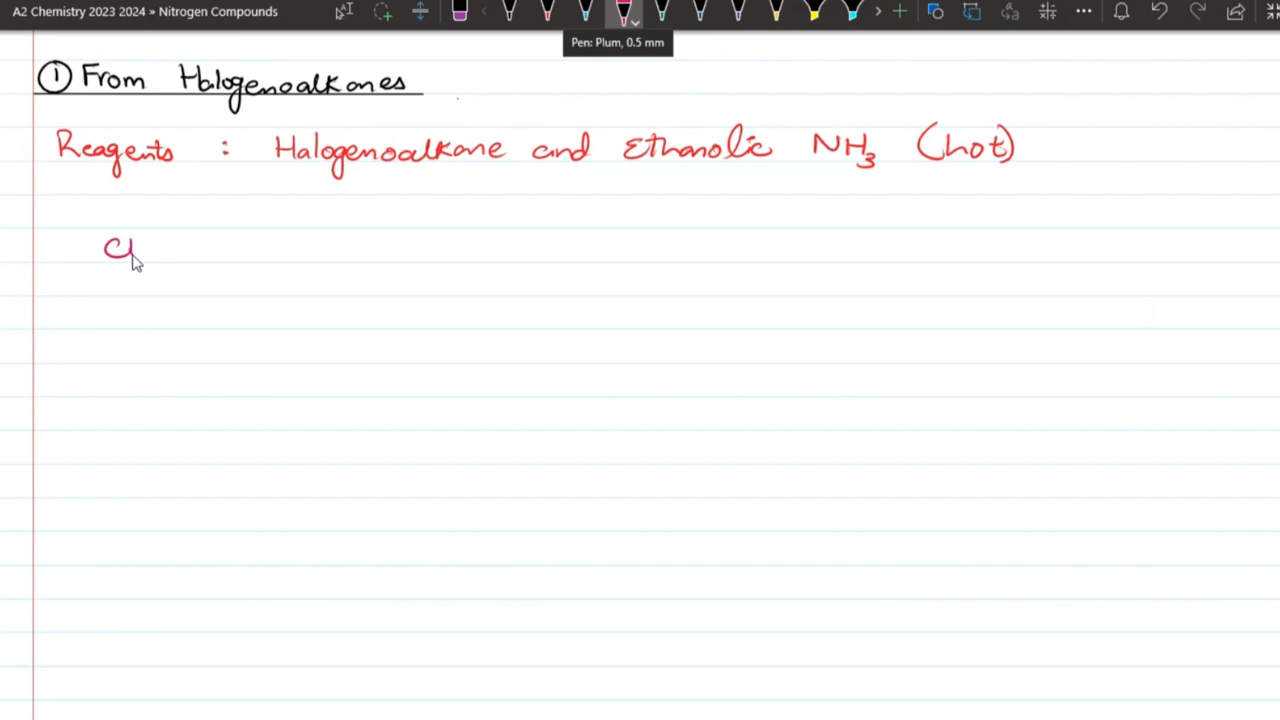 A2 Chemistry 2023 2024 » Nitrogen Compounds
Pen: Plum, 0.5 mm
① From Halogenoalkanes
Reagents : Halogenoalkane and Ethanolic NH₃ (hot)